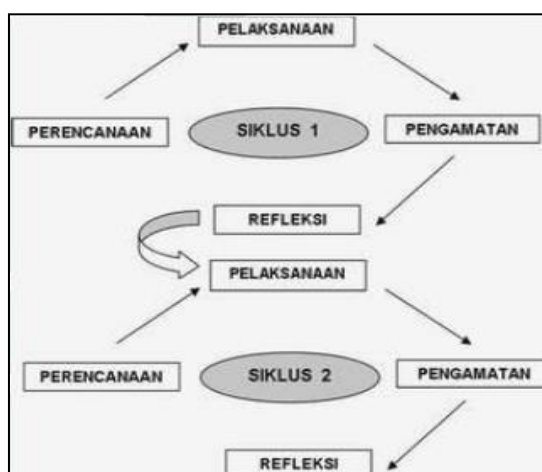 PELAKSANAAN
PERENCANAAN
SIKLUS 1
PENGAMATAN
REFLEKSI
PELAKSANAAN
PERENCANAAN
SIKLUS 2
PENGAMATAN
REFLEKSI